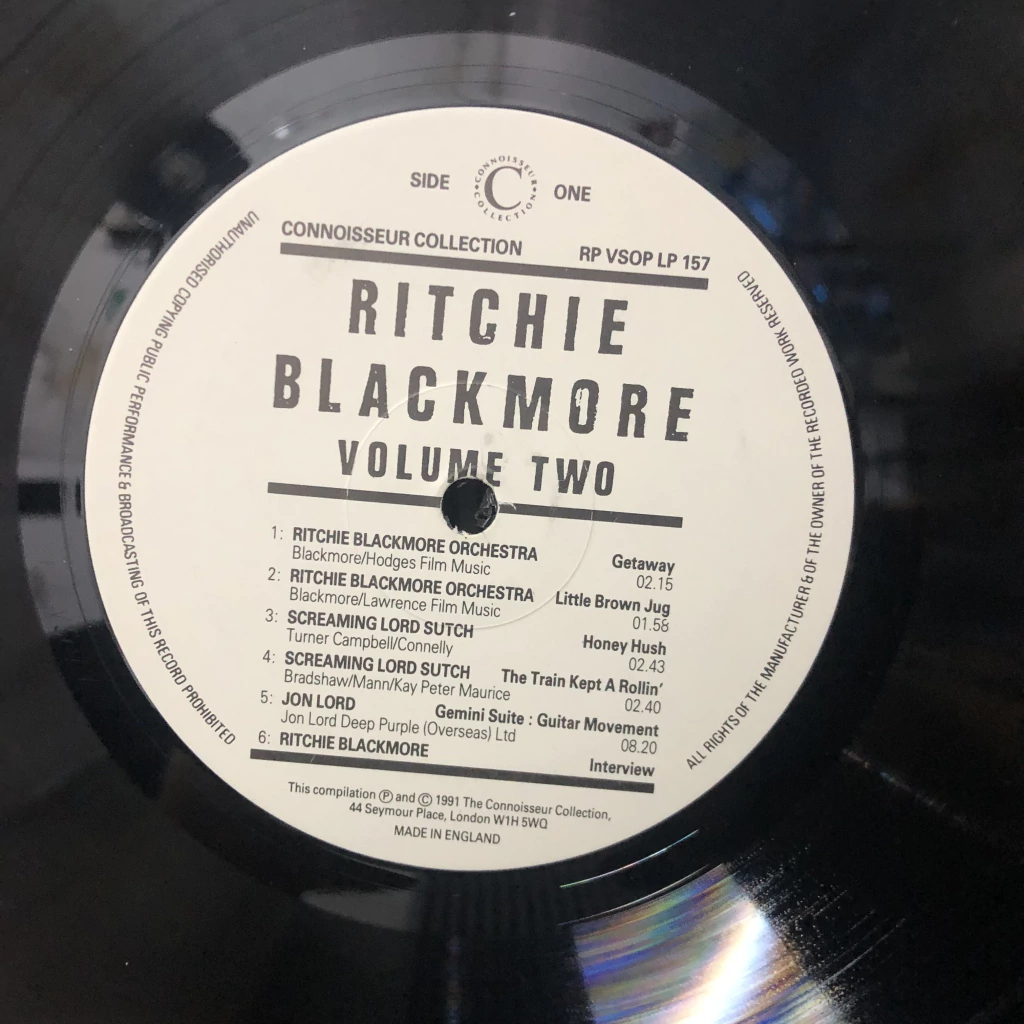 SIDE C ONE
CONNOISSEUR COLLECTION
CONNOISSEUR COLLECTION RP VSOP LP 157
RITCHIE
BLACKMORE
VOLUME TWO
1: RITCHIE BLACKMORE ORCHESTRA Getaway
Blackmore/Hodges Film Music 02.15
2: RITCHIE BLACKMORE ORCHESTRA Little Brown Jug
Blackmore/Lawrence Film Music 01.58
3: SCREAMING LORD SUTCH Honey Hush
Turner Campbell/Connelly 02.43
4: SCREAMING LORD SUTCH The Train Kept A Rollin'
Bradshaw/Mann/Kay Peter Maurice 02.40
5: JON LORD Gemini Suite : Guitar Movement
Jon Lord Deep Purple (Overseas) Ltd 08.20
6: RITCHIE BLACKMORE Interview
This compilation Ⓟ and © 1991 The Connoisseur Collection,
44 Seymour Place, London W1H 5WQ
MADE IN ENGLAND
UNAUTHORISED COPYING PUBLIC PERFORMANCE & BROADCASTING OF THIS RECORD PROHIBITED
ALL RIGHTS OF THE MANUFACTURER & OF THE OWNER OF THE RECORDED WORK RESERVED